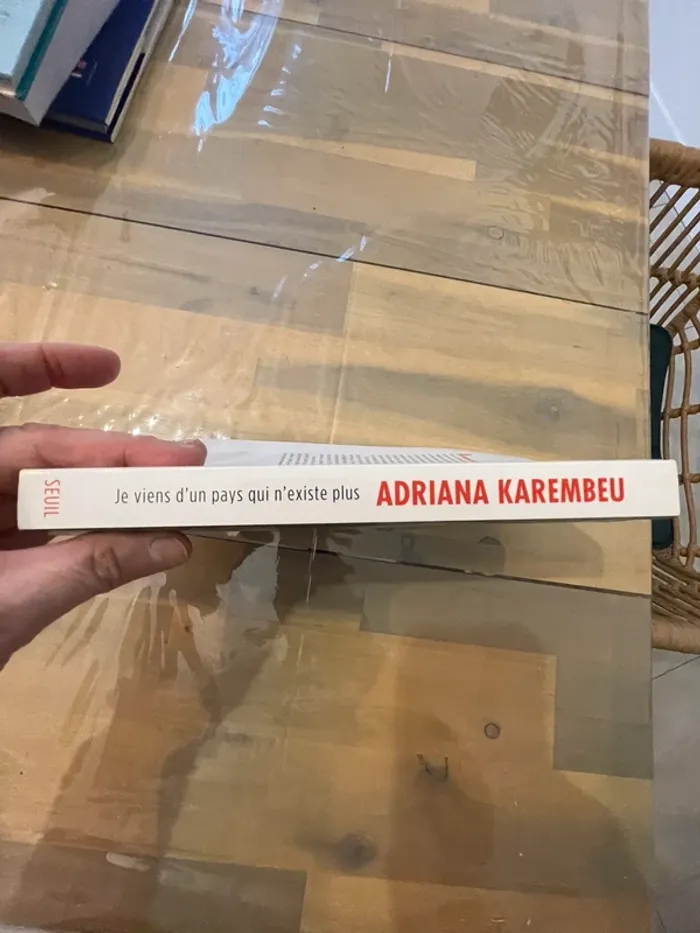 SEUIL
Je viens d'un pays qui n'existe plus ADRIANA KAREMBEU